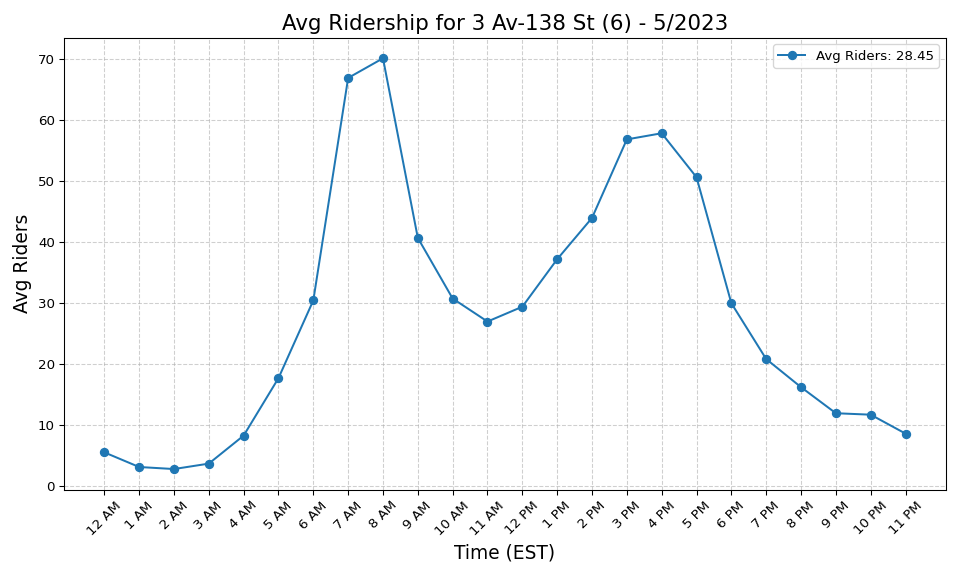 Avg Ridership for 3 Av-138 St (6) - 5/2023
Avg Riders: 28.45
70
60
50
40
30
20
10
0
Avg Riders
12 AM
1 AM
2 AM
3 AM
4 AM
5 AM
6 AM
7 AM
8 AM
9 AM
10 AM
11 AM
12 PM
1 PM
2 PM
3 PM
4 PM
5 PM
6 PM
7 PM
8 PM
9 PM
10 PM
11 PM
Time (EST)